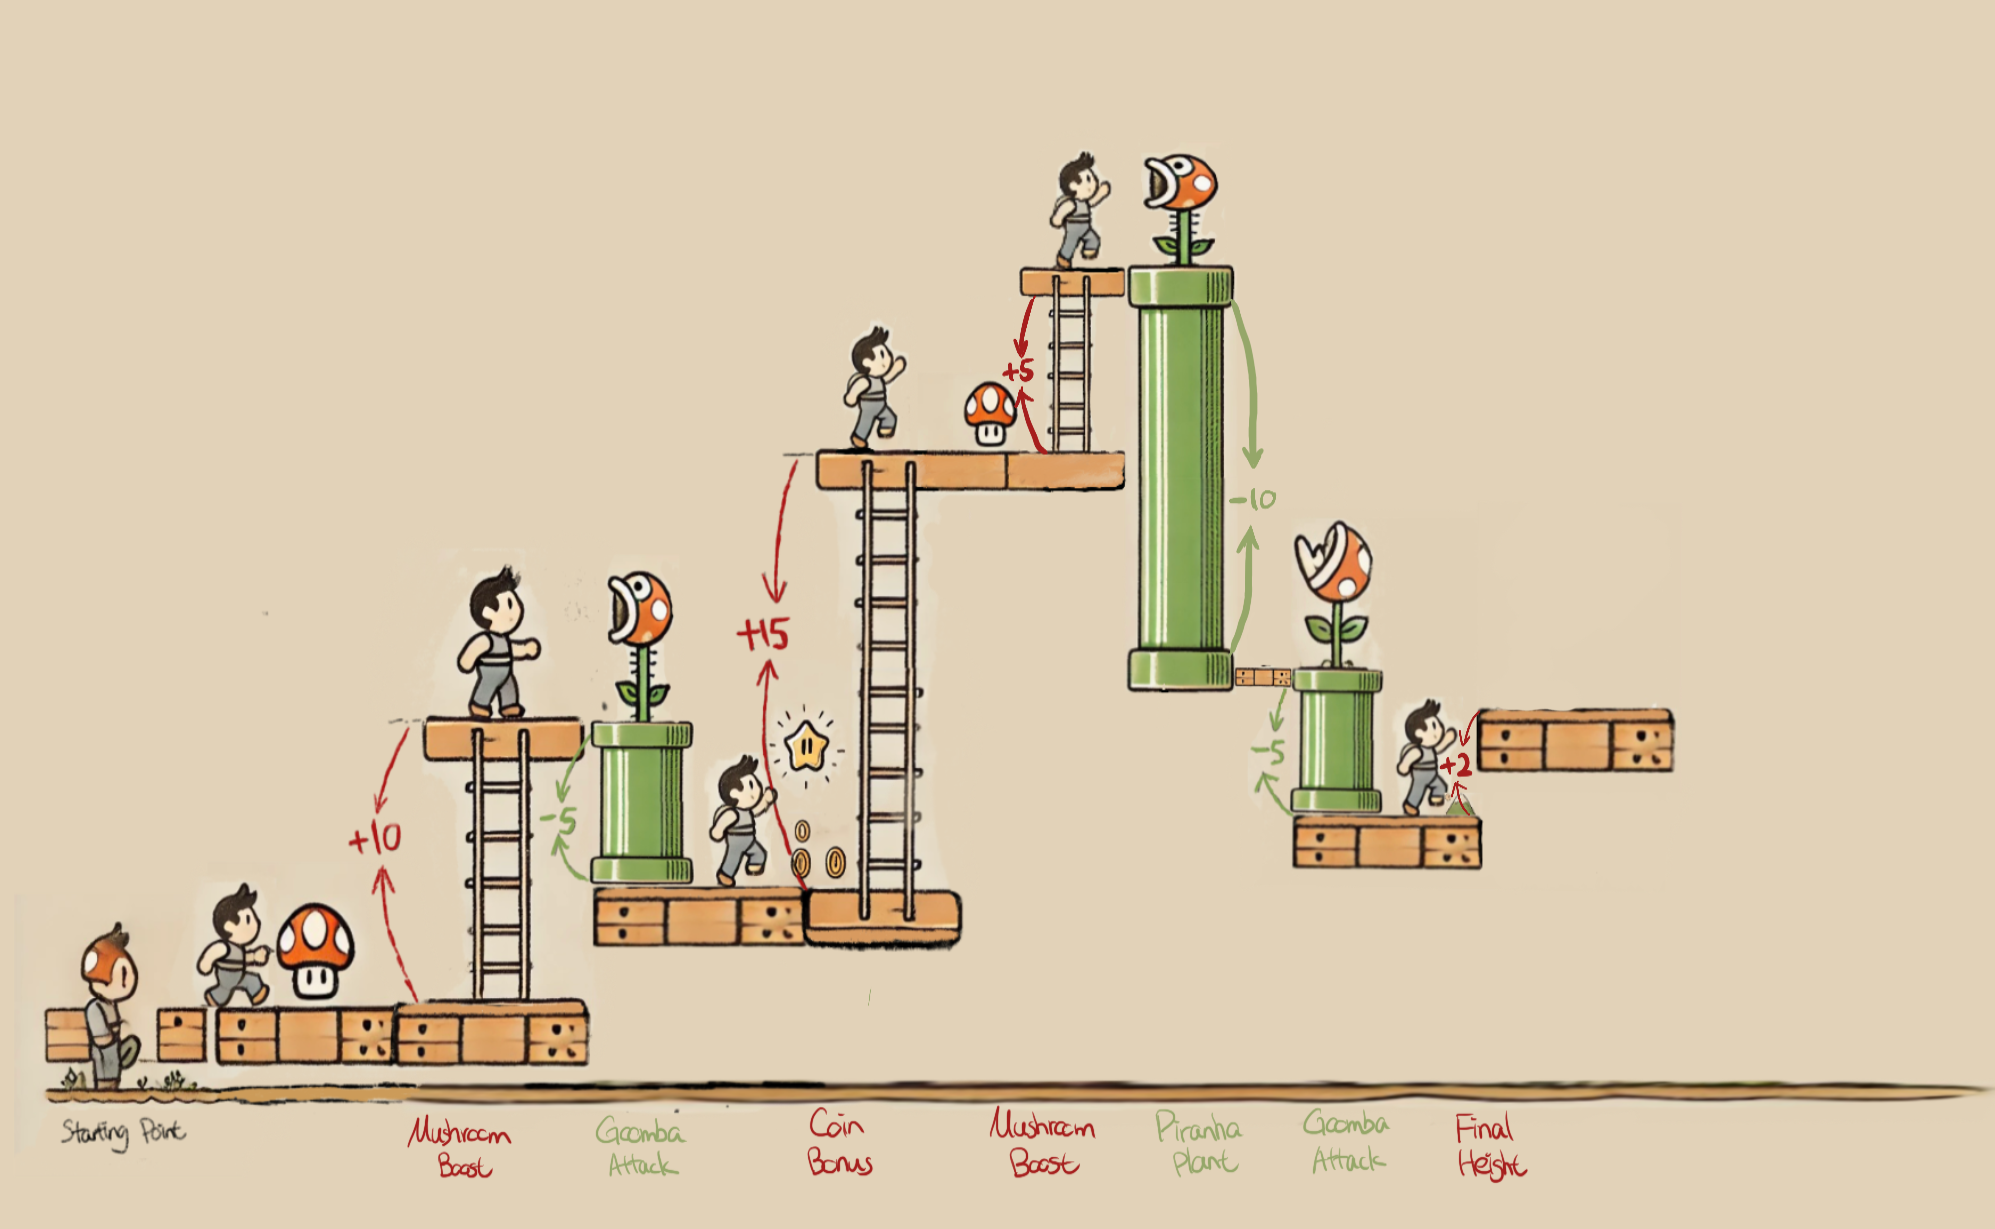 +5
-10
+15
-5
+10
-5
+2
Starting Point
Mushroom
Boost
Goomba
Attack
Coin
Bonus
Mushroom
Boost
Piranha
Plant
Goomba
Attack
Final
Height